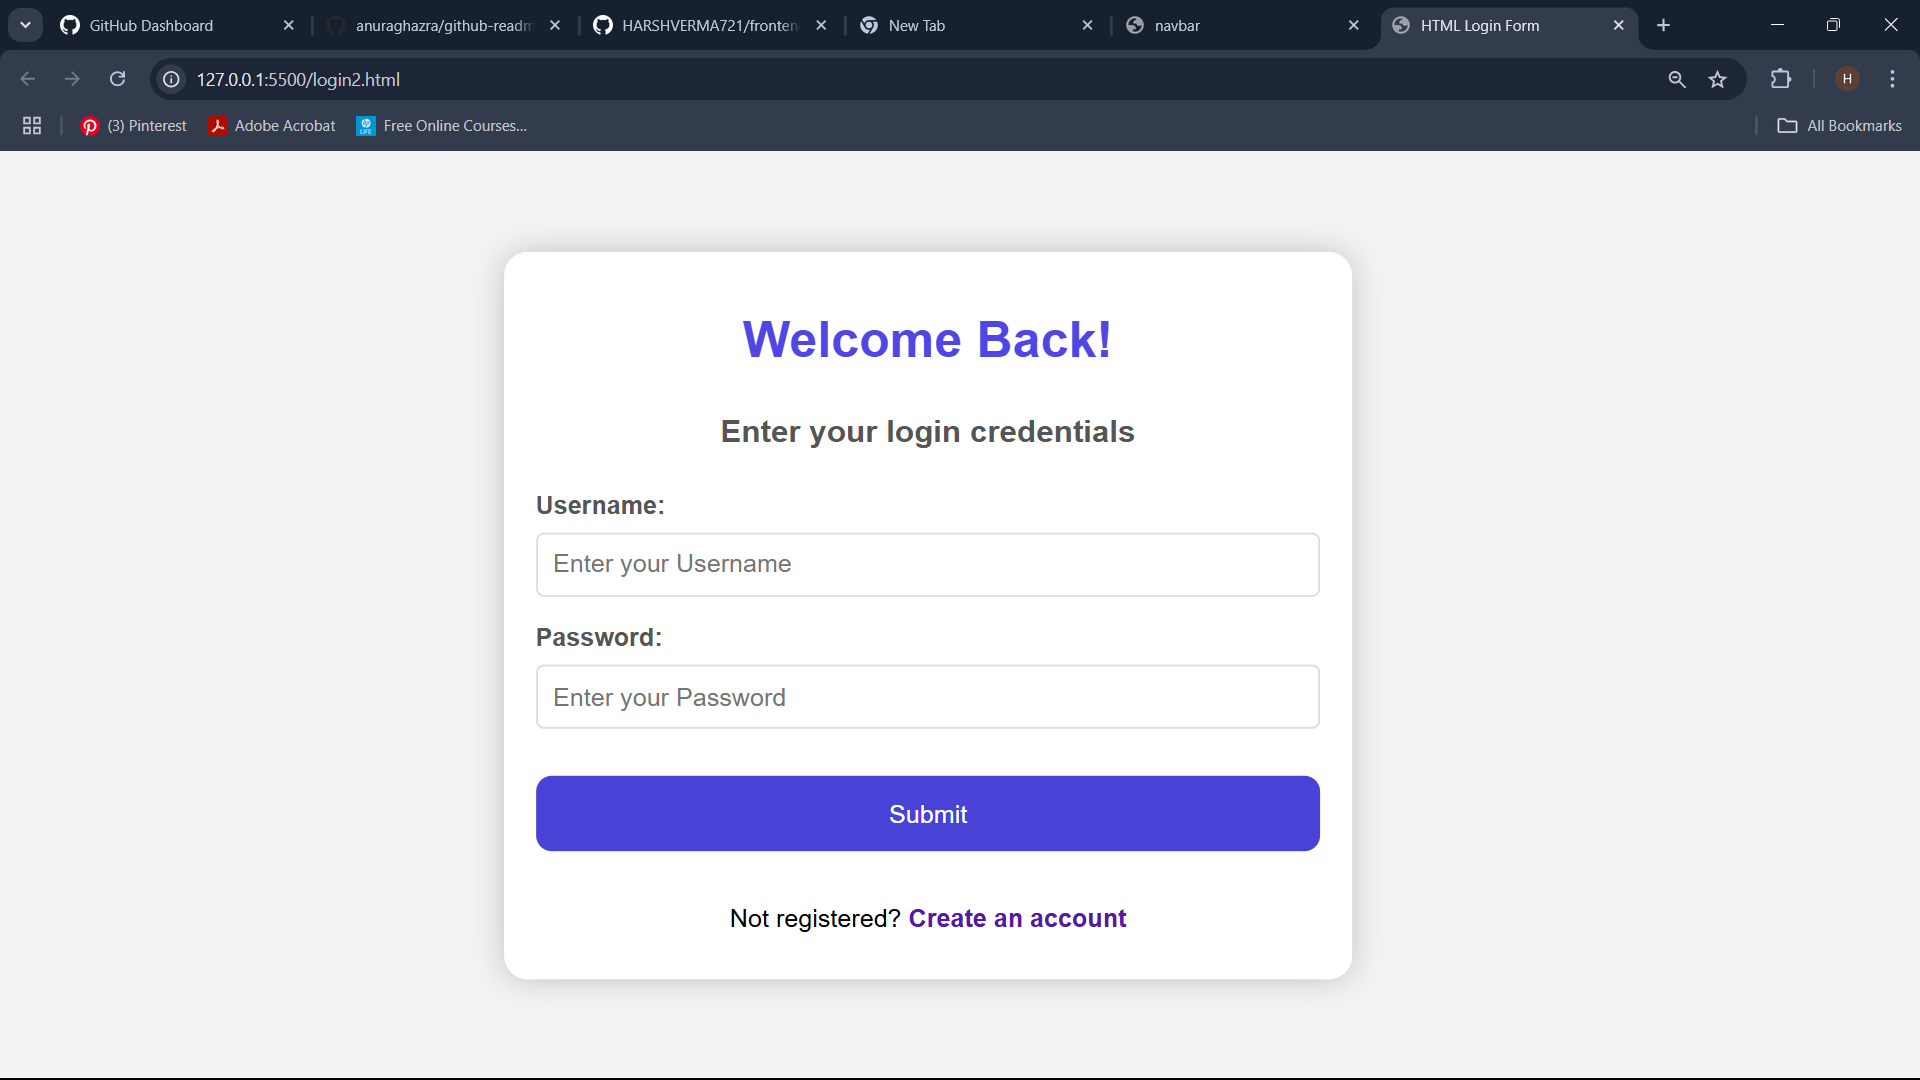 GitHub Dashboard
anuraghazra/github-readm
HARSHVERMA721/fronten
New Tab
navbar
HTML Login Form
127.0.0.1:5500/login2.html
H
(3) Pinterest
Adobe Acrobat
Free Online Courses...
All Bookmarks
Welcome Back!
Enter your login credentials
Username:
Enter your Username
Password:
Enter your Password
Submit
Not registered? Create an account